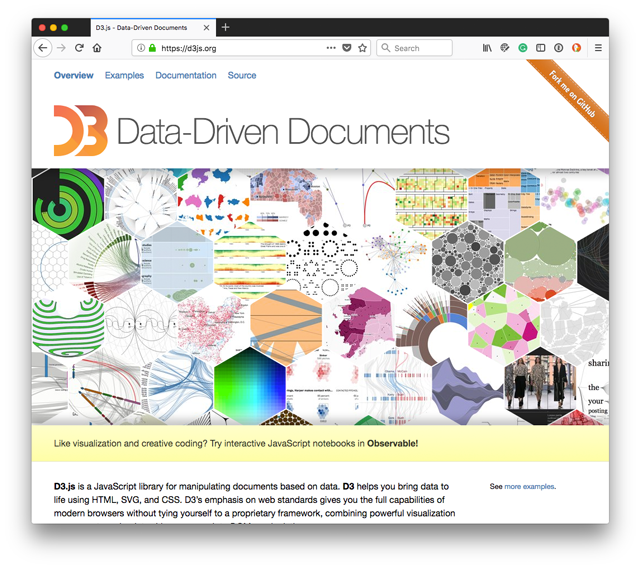 D3.js - Data-Driven Documents
https://d3js.org
Search
Overview Examples Documentation Source
Fork me on GitHub
D3 Data-Driven Documents
sharin
the
your
posting
Like visualization and creative coding? Try interactive JavaScript notebooks in Observable!
D3.js is a JavaScript library for manipulating documents based on data. D3 helps you bring data to
life using HTML, SVG, and CSS. D3's emphasis on web standards gives you the full capabilities of
modern browsers without tying yourself to a proprietary framework, combining powerful visualization
See more examples.